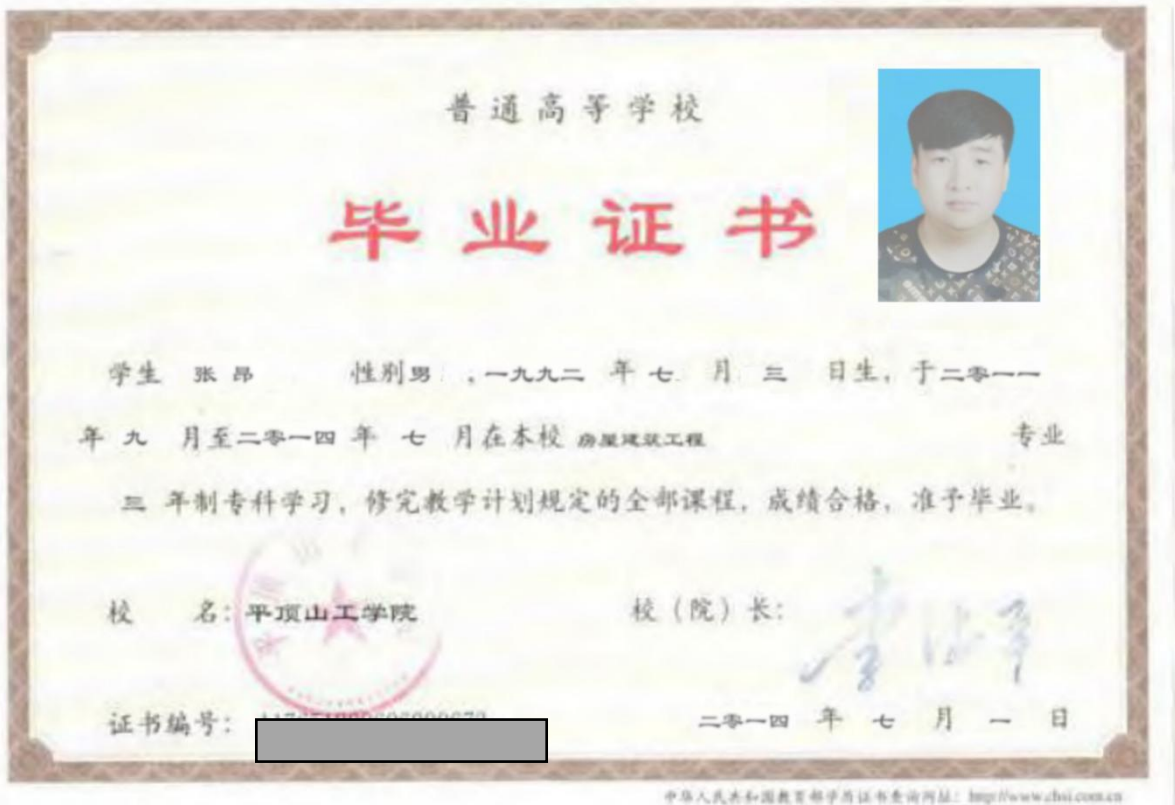 普通高等学校
毕业证书
学生 张昂 性别男，一九九二 年 七 月 三 日生，于二零一一
年 九 月至二零一四 年 七 月在本校 房屋建筑工程 专业
三 年制专科学习，修完教学计划规定的全部课程，成绩合格，准予毕业。
校 名：平顶山工学院 校（院）长：
证书编号： 二零一四 年 七 月 一 日
中华人民共和国教育部学历证书查询网址：http://www.chsi.com.cn